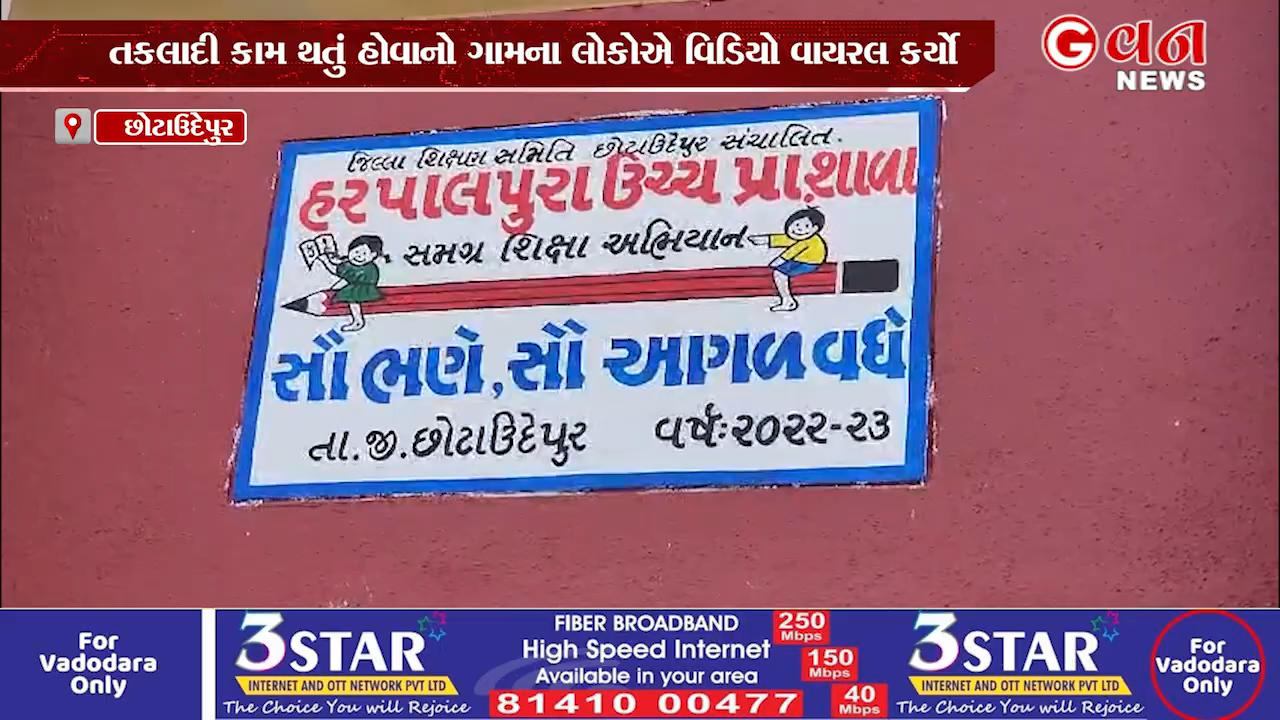 તકલાદી કામ થતું હોવાનો ગામના લોકોએ વિડિયો વાયરલ કર્યો
G વન
NEWS
છોટાઉદેપુર
જિલ્લા શિક્ષણ સમિતિ છોટાઉદેપુર સંચાલિત.
હરપાલપુરા ઉચ્ચ પ્રા.શાળા
સમગ્ર શિક્ષા અભિયાન
સૌ ભણે, સૌ આગળ વધે
તા.જી.છોટાઉદેપુર વર્ષ:૨૦૨૨-૨૩
For
Vadodara
Only
3STAR
INTERNET AND OTT NETWORK PVT LTD
The Choice You will Rejoice
FIBER BROADBAND
High Speed Internet
Available in your area
81410 00477
250
Mbps
150
Mbps
40
Mbps
3STAR
INTERNET AND OTT NETWORK PVT LTD
The Choice You will Rejoice
For
Vadodara
Only